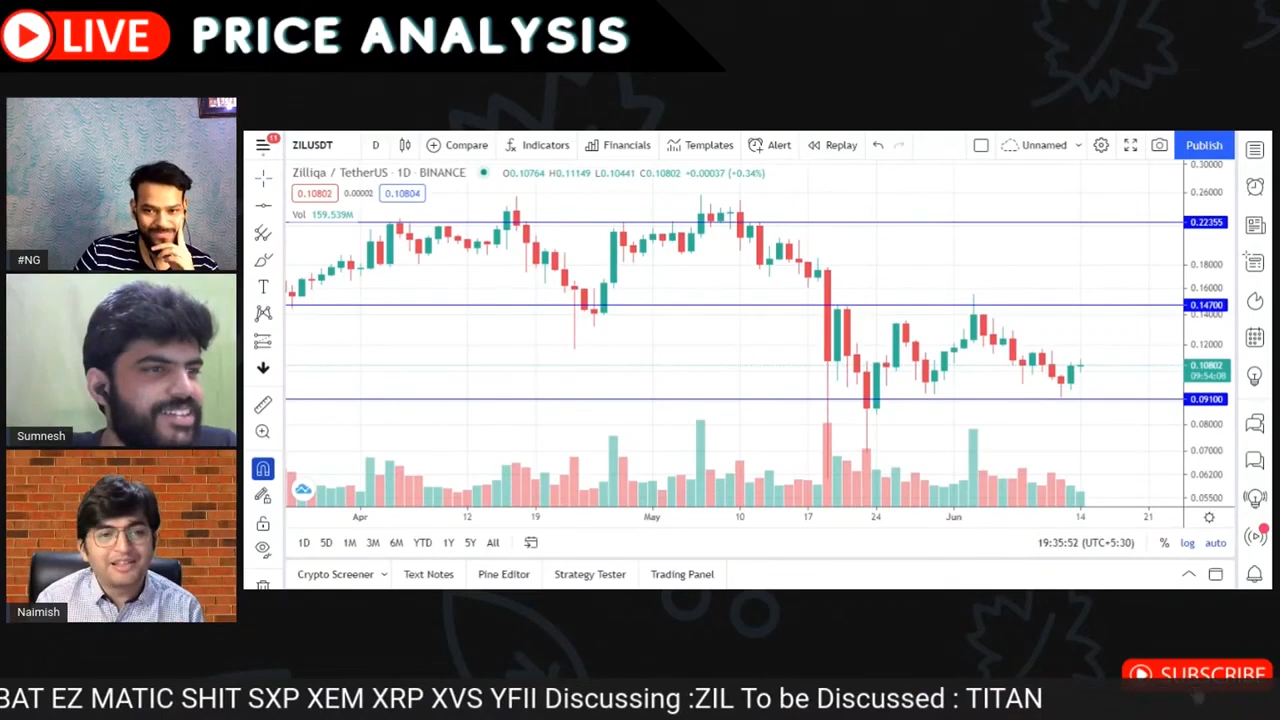 LIVE PRICE ANALYSIS
#NG
Sumnesh
Naimish
11
ZILUSDT D Compare Indicators Financials Templates Alert Replay Unnamed Publish
Zilliqa / TetherUS · 1D · BINANCE O0.10764 H0.11149 L0.10441 C0.10802 +0.00037 (+0.34%)
0.10802 0.00002 0.10804
Vol 159.539M
0.30000
0.26000
0.22355
0.18000
0.16000
0.14700
0.14000
0.12000
0.10802
09:54:08
0.09100
0.08000
0.07000
0.06200
0.05500
Apr 12 19 May 10 17 24 Jun 14 21
1D 5D 1M 3M 6M YTD 1Y 5Y All 19:35:52 (UTC+5:30) % log auto
Crypto Screener Text Notes Pine Editor Strategy Tester Trading Panel
SUBSCRIBE
BAT EZ MATIC SHIT SXP XEM XRP XVS YFII Discussing :ZIL To be Discussed : TITAN